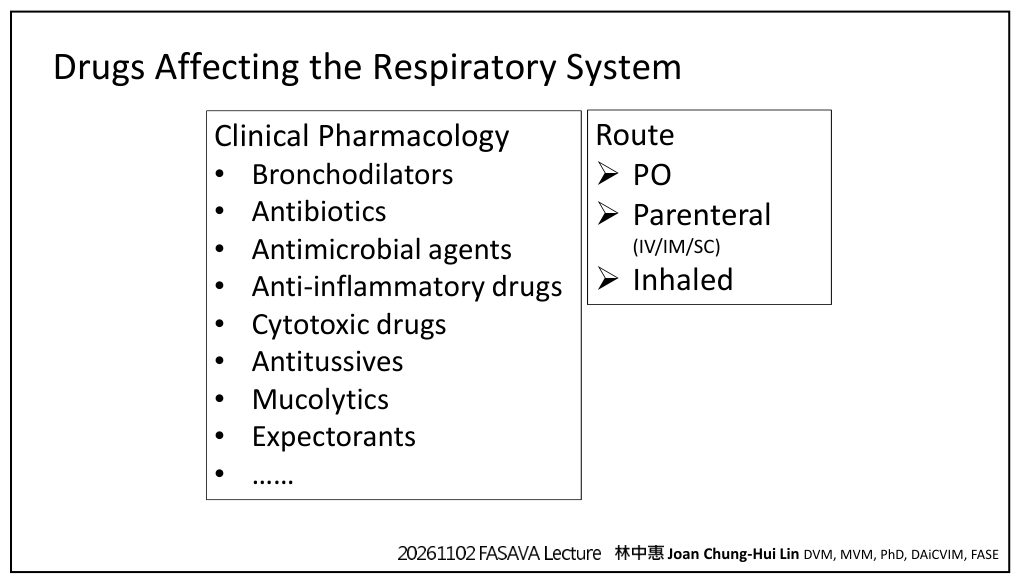 Drugs Affecting the Respiratory System
Clinical Pharmacology
• Bronchodilators
• Antibiotics
• Antimicrobial agents
• Anti-inflammatory drugs
• Cytotoxic drugs
• Antitussives
• Mucolytics
• Expectorants
• ……
Route
➢ PO
➢ Parenteral
(IV/IM/SC)
➢ Inhaled
20261102 FASAVA Lecture 林中惠 Joan Chung-Hui Lin DVM, MVM, PhD, DAiCVIM, FASE